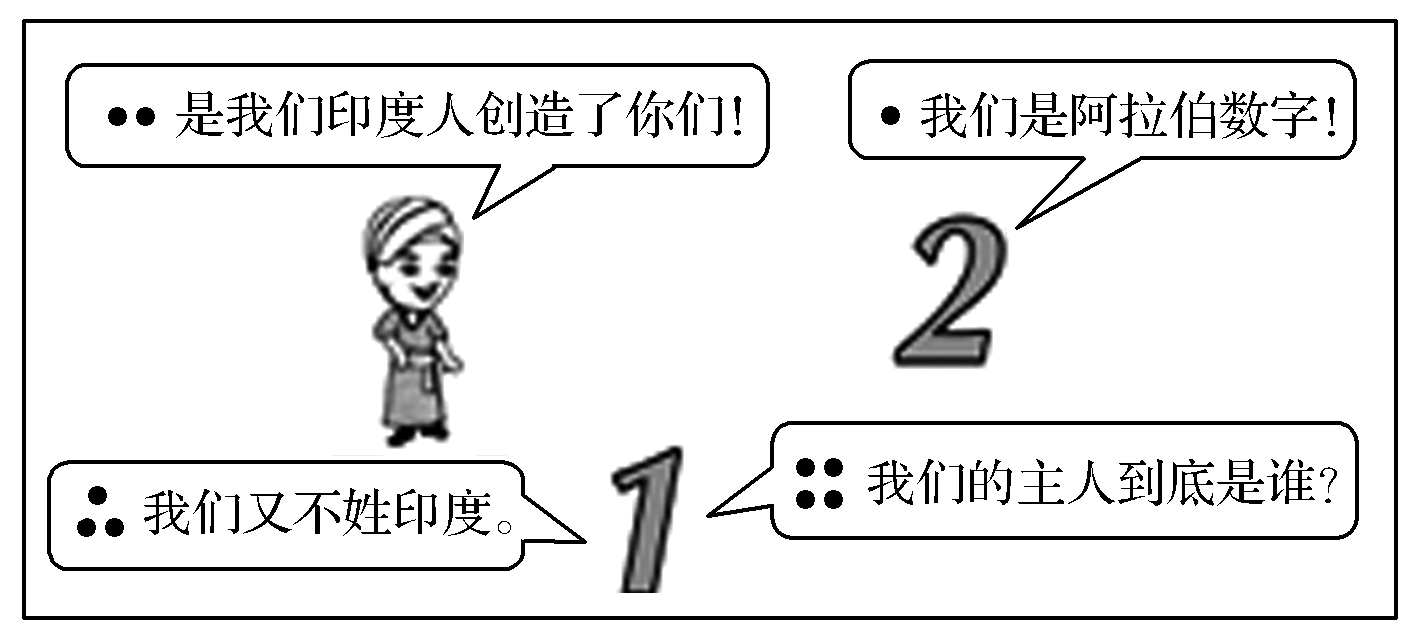 ●● 是我们印度人创造了你们!
● 我们是阿拉伯数字!
2
我们又不姓印度。
1
我们的主人到底是谁?